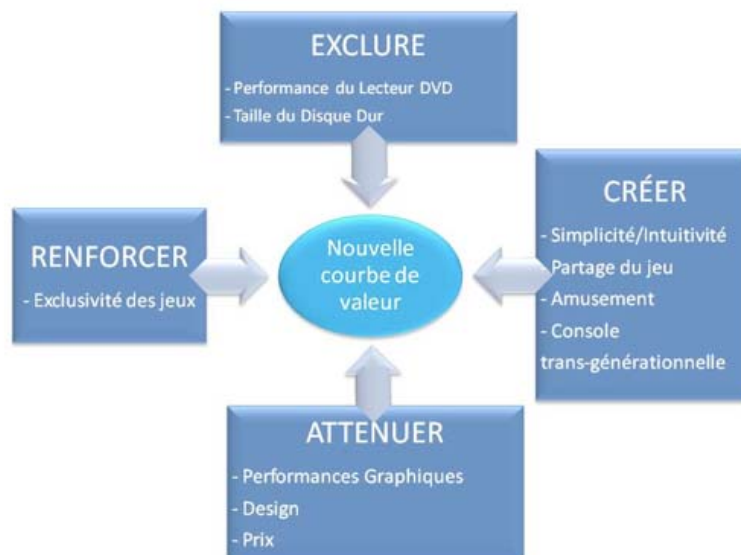 EXCLURE
- Performance du Lecteur DVD
- Taille du Disque Dur
RENFORCER
- Exclusivité des jeux
Nouvelle
courbe de
valeur
CRÉER
- Simplicité/Intuitivité
- Partage du jeu
- Amusement
- Console
trans-générationnelle
ATTENUER
- Performances Graphiques
- Design
- Prix